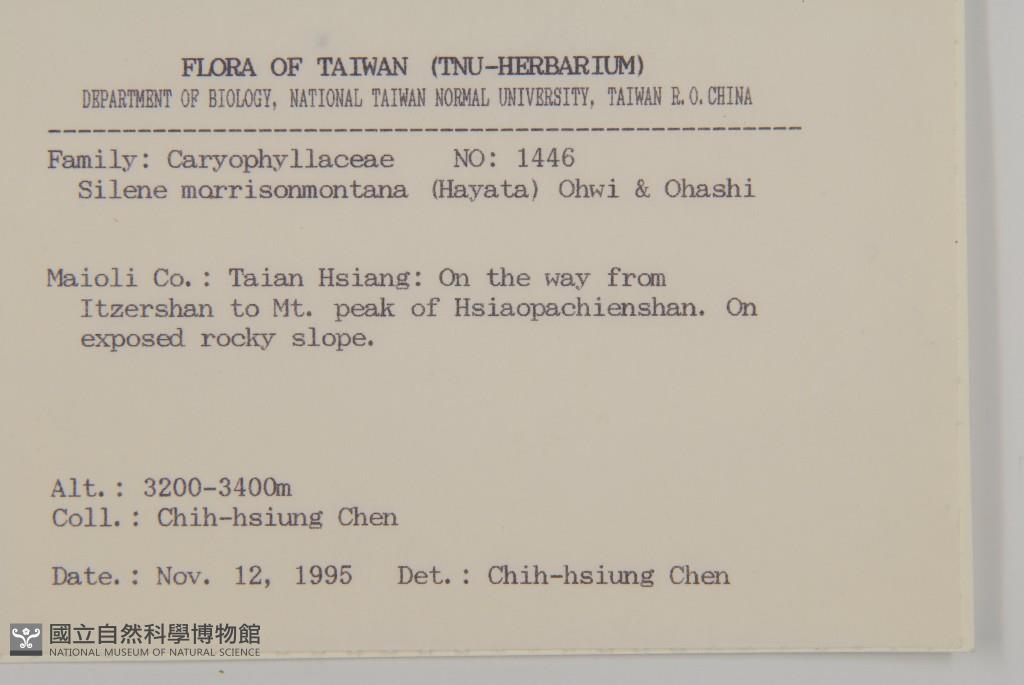 FLORA OF TAIWAN (TNU-HERBARIUM)
DEPARTMENT OF BIOLOGY, NATIONAL TAIWAN NORMAL UNIVERSITY, TAIWAN R.O.CHINA
--------------------------------------------------
Family: Caryophyllaceae NO: 1446
Silene morrisonmontana (Hayata) Ohwi & Ohashi
Maioli Co.: Taian Hsiang: On the way from
Itzershan to Mt. peak of Hsiaopachienshan. On
exposed rocky slope.
Alt.: 3200-3400m
Coll.: Chih-hsiung Chen
Date.: Nov. 12, 1995 Det.: Chih-hsiung Chen
國立自然科學博物館
NATIONAL MUSEUM OF NATURAL SCIENCE